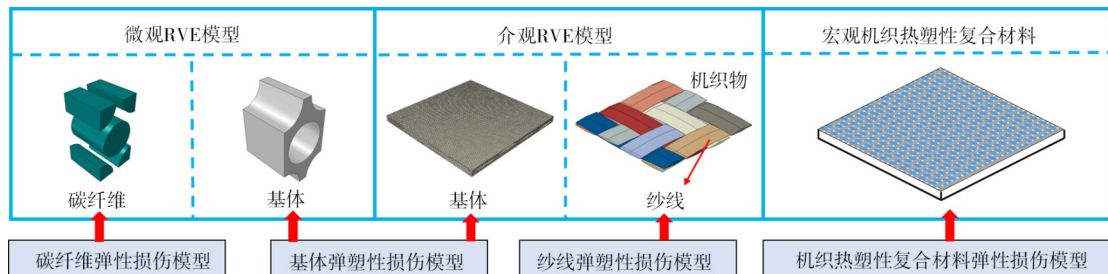 微观RVE模型
介观RVE模型
宏观机织热塑性复合材料
机织物
碳纤维
基体
基体
纱线
碳纤维弹性损伤模型
基体弹塑性损伤模型
纱线弹塑性损伤模型
机织热塑性复合材料弹性损伤模型